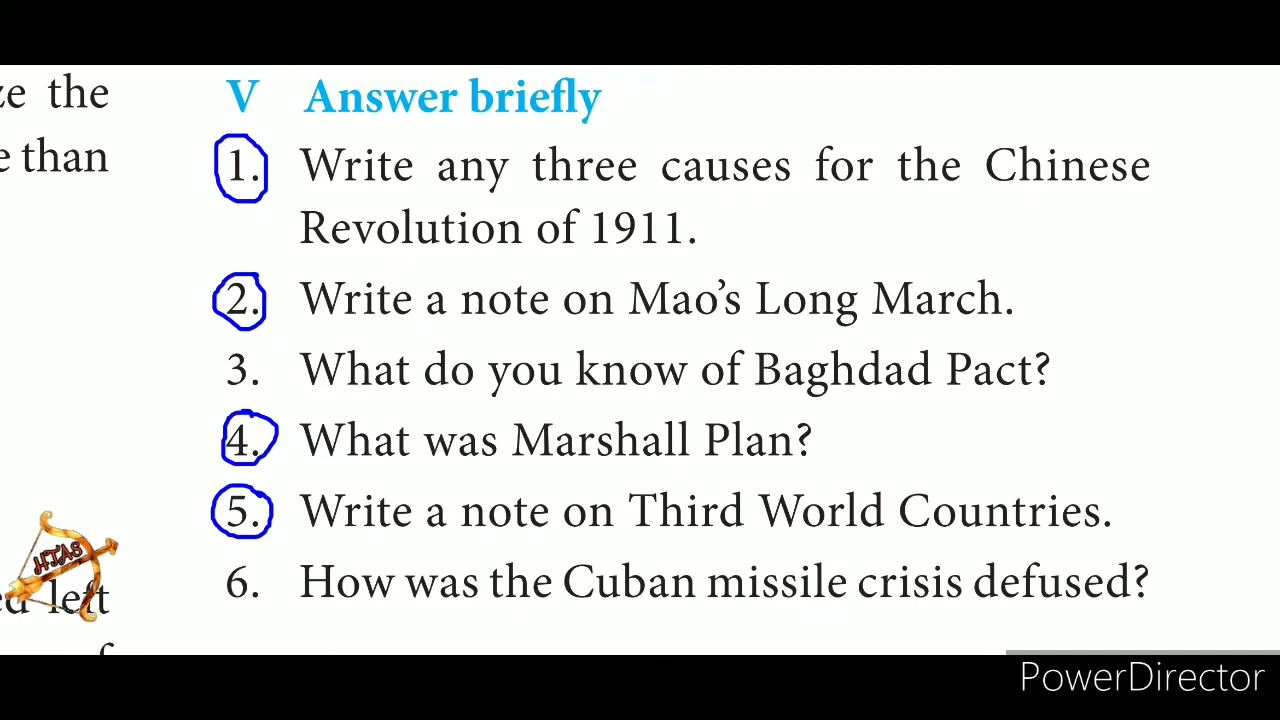 ze the
e than
V Answer briefly
1. Write any three causes for the Chinese
Revolution of 1911.
2. Write a note on Mao's Long March.
3. What do you know of Baghdad Pact?
4. What was Marshall Plan?
5. Write a note on Third World Countries.
6. How was the Cuban missile crisis defused?
HTAS
ed left
PowerDirector